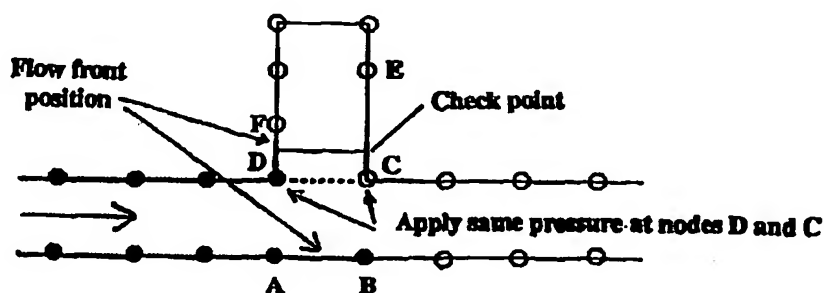 Flow front
position
E
Check point
F
D
C
Apply same pressure at nodes D and C
A
B